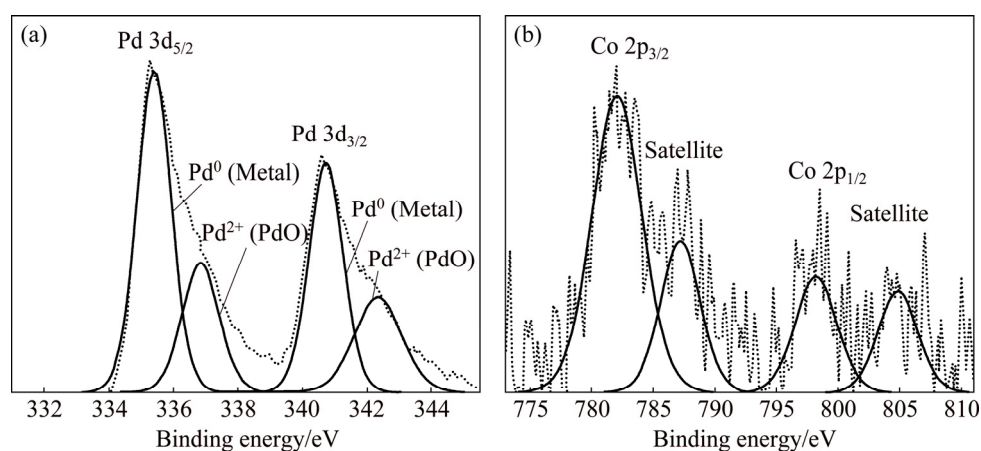 (a)
Pd 3d5/2
Pd 3d3/2
Pd0 (Metal)
Pd2+ (PdO)
Pd0 (Metal)
Pd2+ (PdO)
332 334 336 338 340 342 344
Binding energy/eV
(b)
Co 2p3/2
Satellite
Co 2p1/2
Satellite
775 780 785 790 795 800 805 810
Binding energy/eV